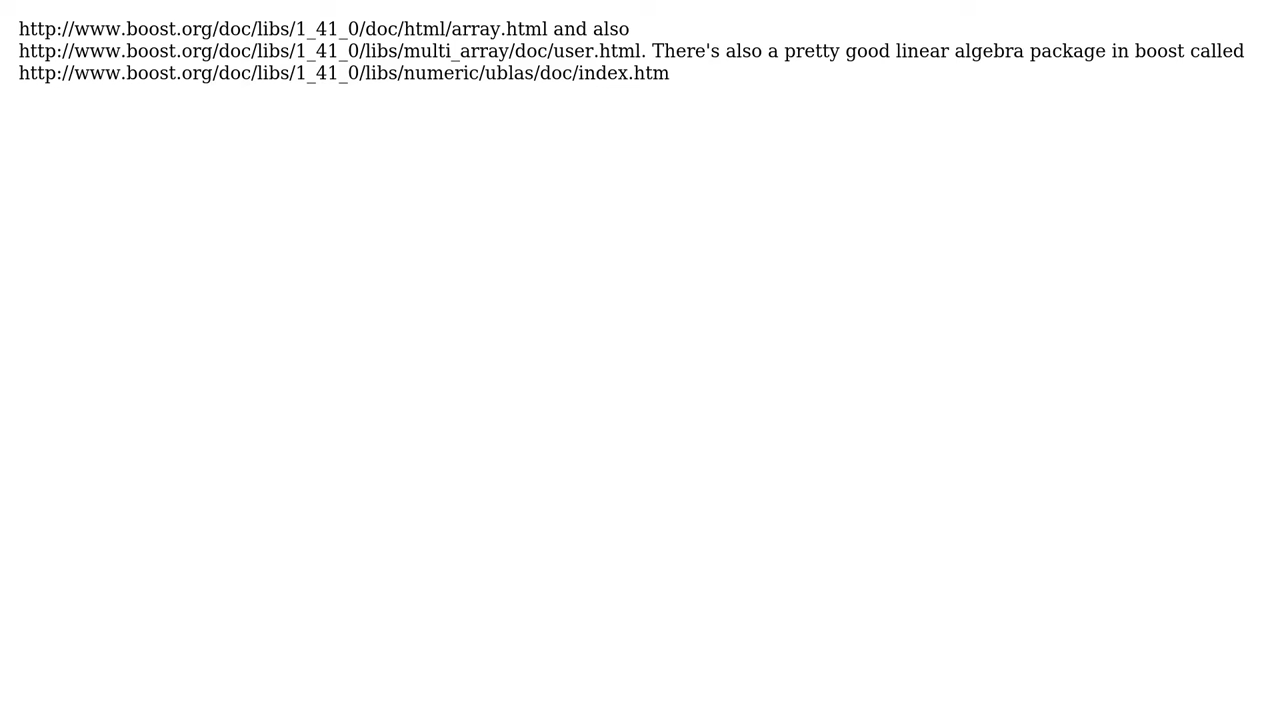 http://www.boost.org/doc/libs/1_41_0/doc/html/array.html and also
http://www.boost.org/doc/libs/1_41_0/libs/multi_array/doc/user.html. There's also a pretty good linear algebra package in boost called
http://www.boost.org/doc/libs/1_41_0/libs/numeric/ublas/doc/index.htm